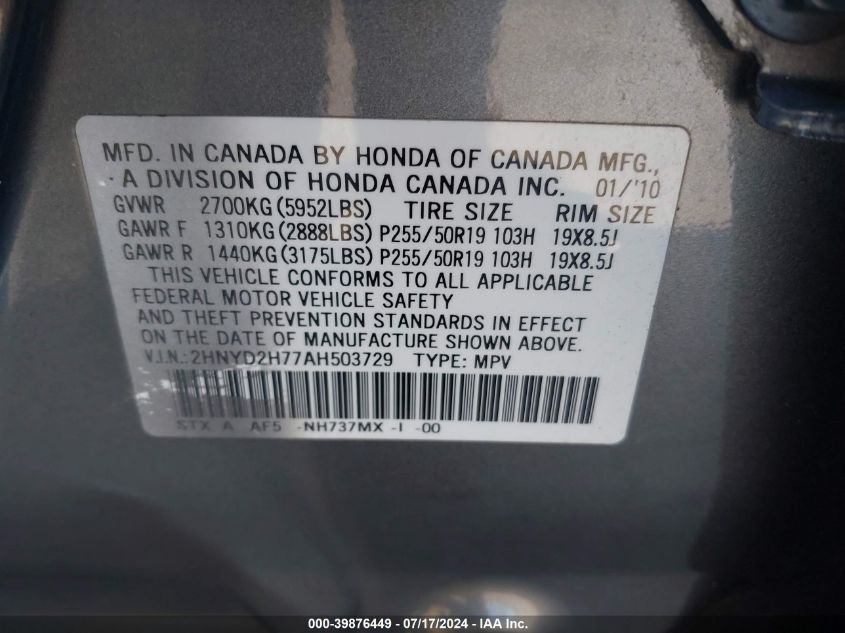 MFD. IN CANADA BY HONDA OF CANADA MFG.,
A DIVISION OF HONDA CANADA INC. 01/'10
GVWR 2700KG (5952LBS) TIRE SIZE RIM SIZE
GAWR F 1310KG (2888LBS) P255/50R19 103H 19X8.5J
GAWR R 1440KG (3175LBS) P255/50R19 103H 19X8.5J
THIS VEHICLE CONFORMS TO ALL APPLICABLE
FEDERAL MOTOR VEHICLE SAFETY
AND THEFT PREVENTION STANDARDS IN EFFECT
ON THE DATE OF MANUFACTURE SHOWN ABOVE.
V.I.N.: 2HNYD2H77AH503729 TYPE: MPV
STX A AF5 -NH737MX -I -00
000-39876449 / 07/17/2024 - IAA Inc.